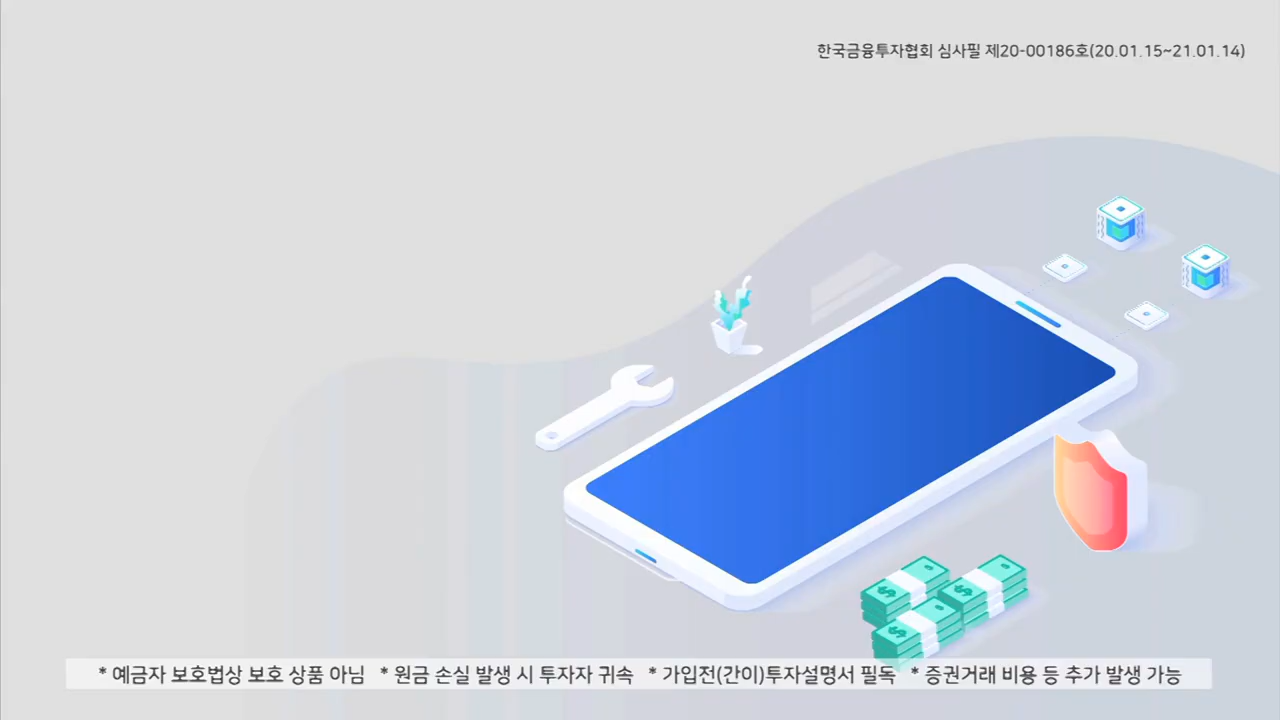 한국금융투자협회 심사필 제20-00186호(20.01.15~21.01.14)
* 예금자 보호법상 보호 상품 아님 * 원금 손실 발생 시 투자자 귀속 * 가입전(간이)투자설명서 필독 * 증권거래 비용 등 추가 발생 가능